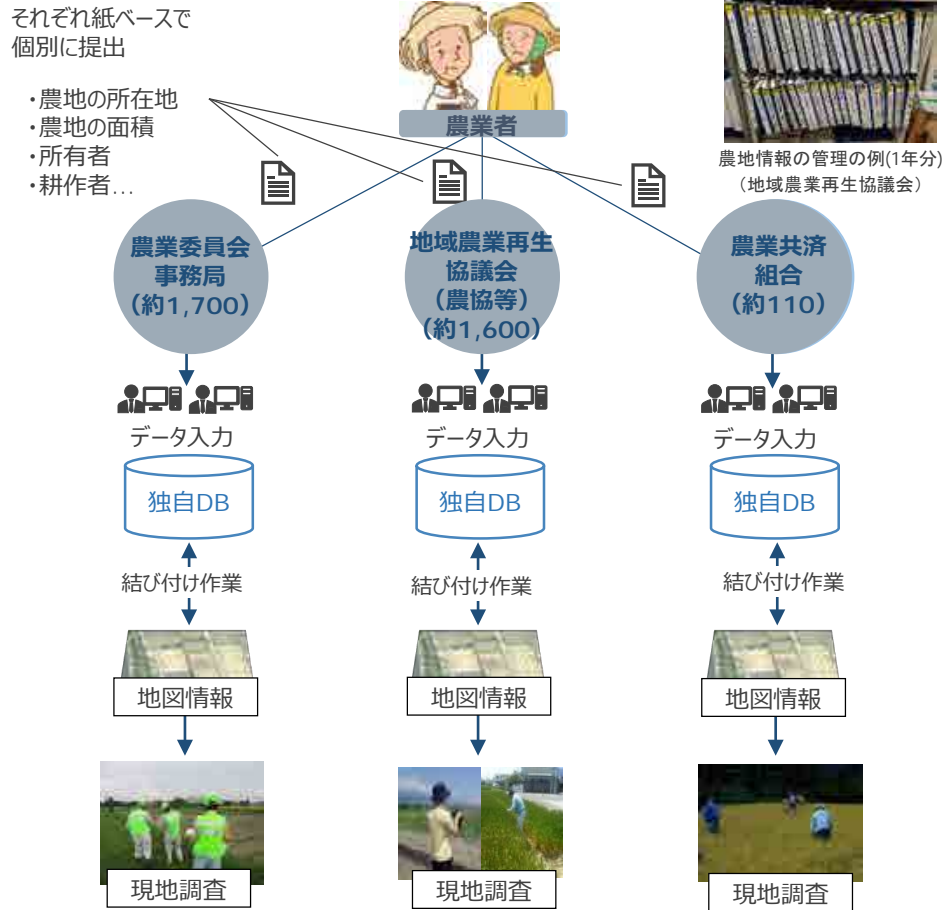 それぞれ紙ベースで
個別に提出
・農地の所在地
・農地の面積
・所有者
・耕作者…
農業者
農地情報の管理の例(1年分)
（地域農業再生協議会）
農業委員会
事務局
（約1,700）
地域農業再生
協議会
（農協等）
（約1,600）
農業共済
組合
（約110）
データ入力
データ入力
データ入力
独自DB
独自DB
独自DB
結び付け作業
結び付け作業
結び付け作業
地図情報
地図情報
地図情報
現地調査
現地調査
現地調査